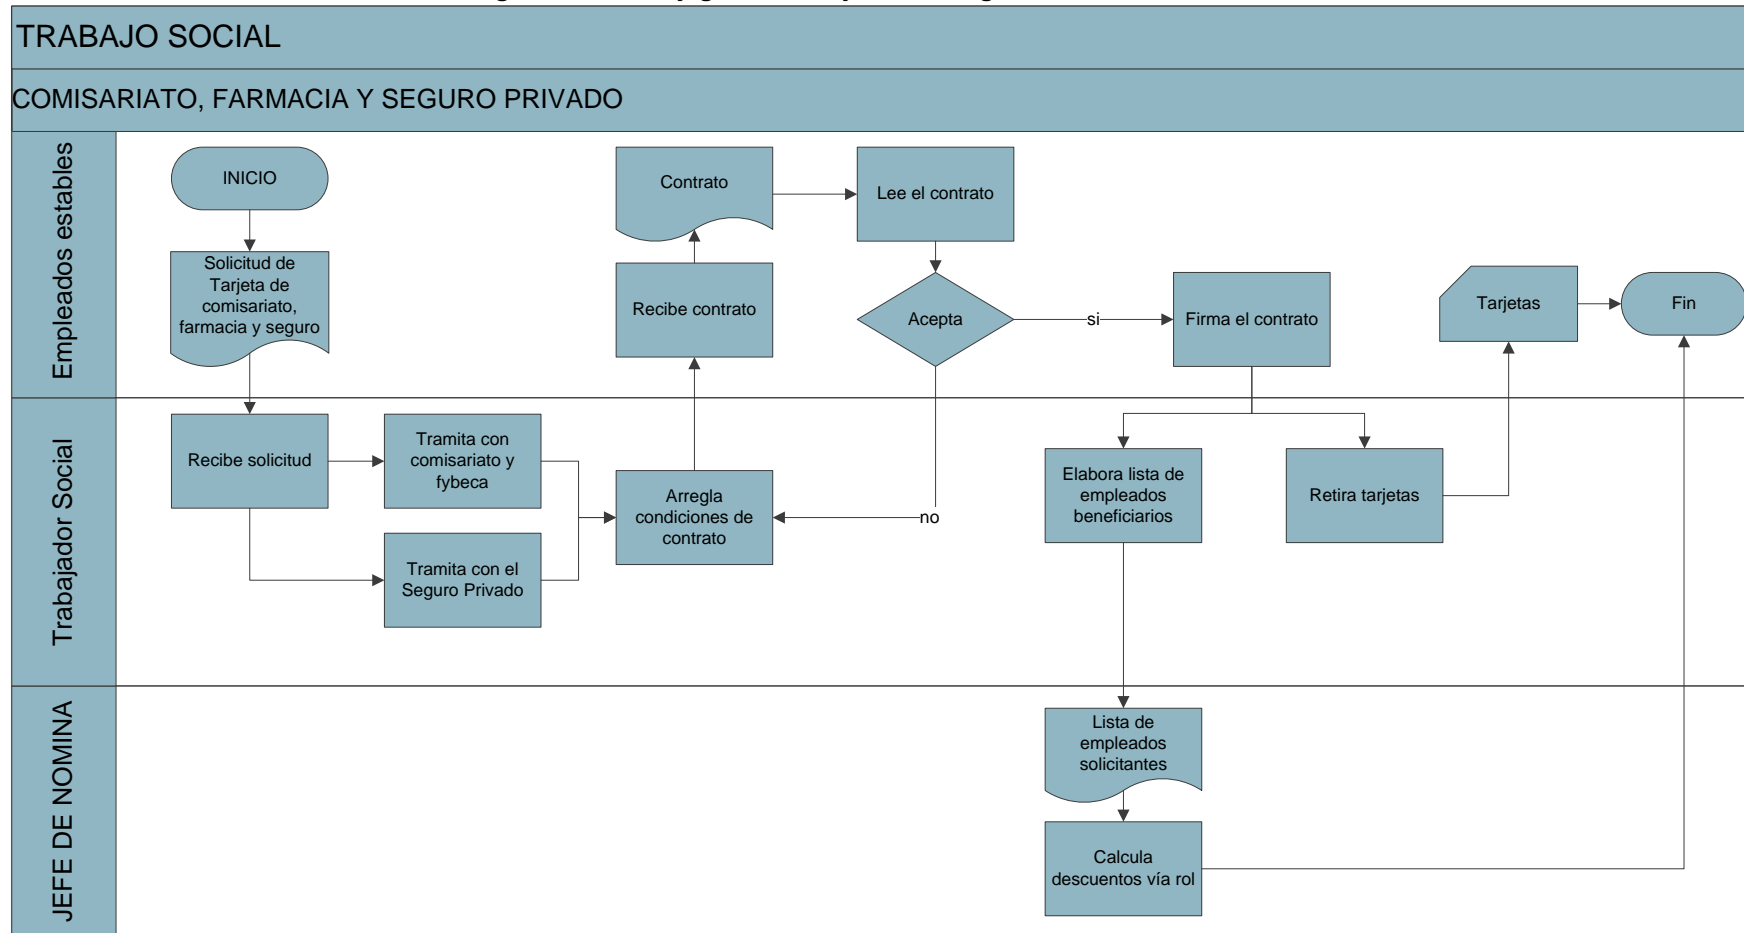 TRABAJO SOCIAL
COMISARIATO, FARMACIA Y SEGURO PRIVADO
Empleados estables
INICIO
Solicitud de
Tarjeta de
comisariato,
farmacia y seguro
Contrato
Recibe contrato
Lee el contrato
Acepta
si
Firma el contrato
Tarjetas
Fin
Trabajador Social
Recibe solicitud
Tramita con
comisariato y
fybeca
Tramita con el
Seguro Privado
Arregla
condiciones de
contrato
no
Elabora lista de
empleados
beneficiarios
Retira tarjetas
JEFE DE NOMINA
Lista de
empleados
solicitantes
Calcula
descuentos vía rol